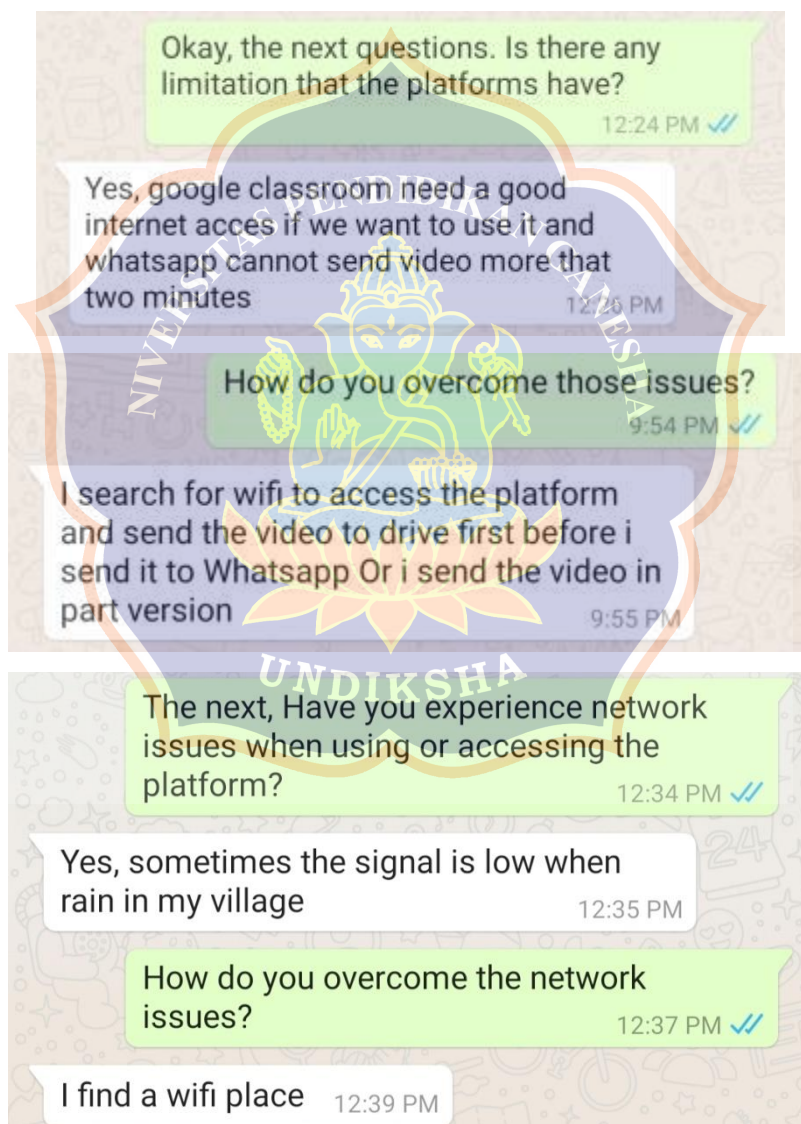 Okay, the next questions. Is there any
limitation that the platforms have?
12:24 PM
Yes, google classroom need a good
internet acces if we want to use it and
whatsapp cannot send video more that
two minutes
12:26 PM
How do you overcome those issues?
9:54 PM
I search for wifi to access the platform
and send the video to drive first before i
send it to Whatsapp Or i send the video in
part version
9:55 PM
The next, Have you experience network
issues when using or accessing the
platform?
12:34 PM
Yes, sometimes the signal is low when
rain in my village
12:35 PM
How do you overcome the network
issues?
12:37 PM
I find a wifi place
12:39 PM
NIVERSITAS PENDIDIKAN GANESHA
UNDIKSHA
24